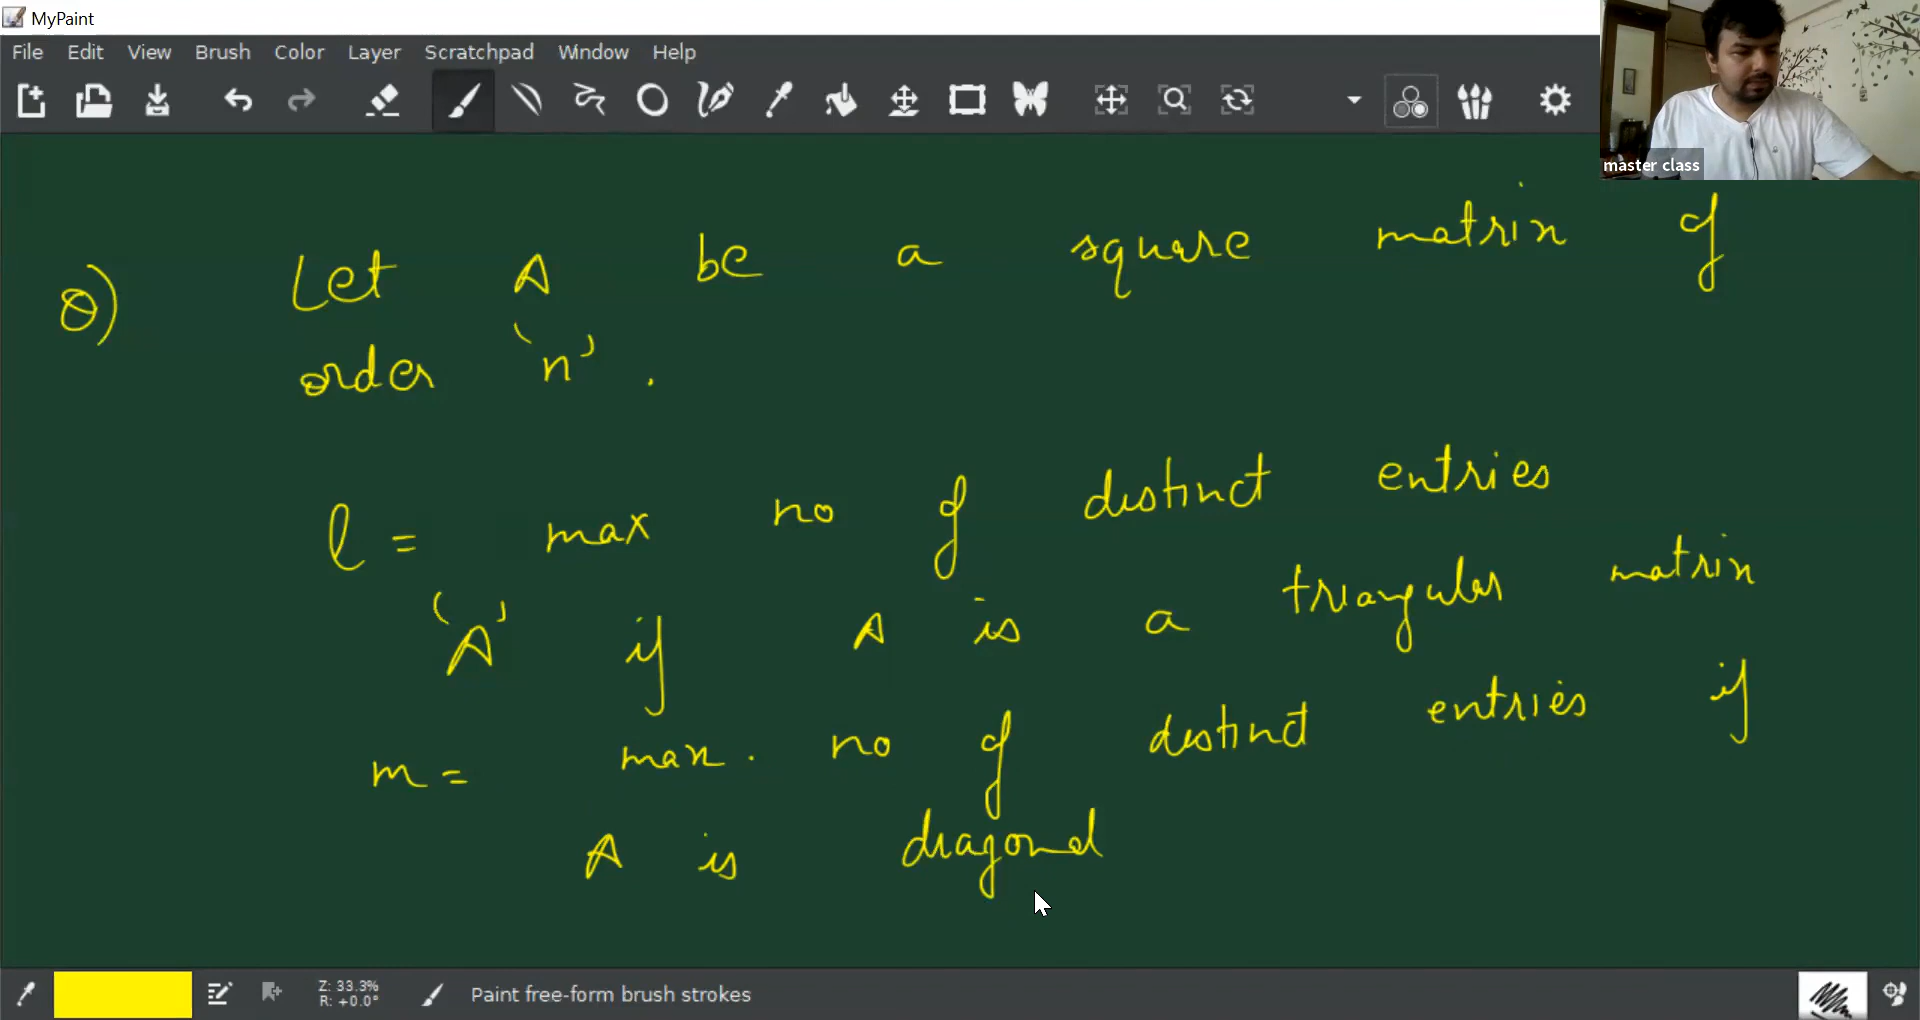 MyPaint
File Edit View Brush Color Layer Scratchpad Window Help
master class
Q) Let A be a square matrix of
order 'n'.
l = max no of distinct entries
'A' if A is a triangular matrix
m = max. no of distinct entries if
A is diagonal
Z: 33.3%
R: +0.0°
Paint free-form brush strokes